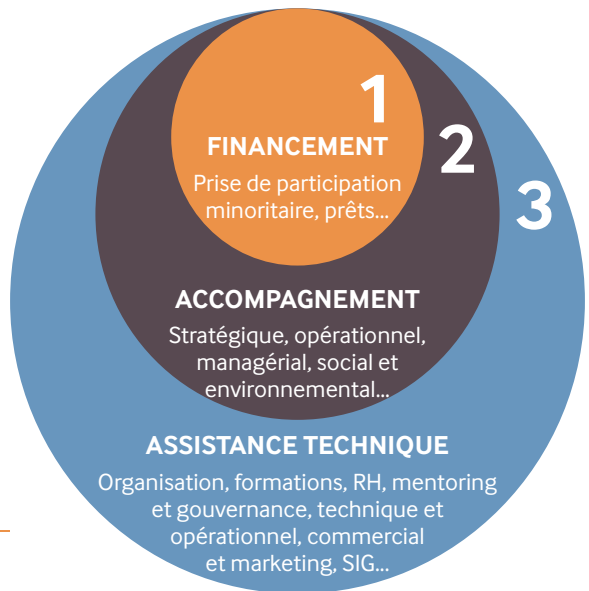 1
FINANCEMENT
Prise de participation
minoritaire, prêts...
2
ACCOMPAGNEMENT
Stratégique, opérationnel,
managérial, social et
environnemental...
3
ASSISTANCE TECHNIQUE
Organisation, formations, RH, mentoring
et gouvernance, technique et
opérationnel, commercial
et marketing, SIG...